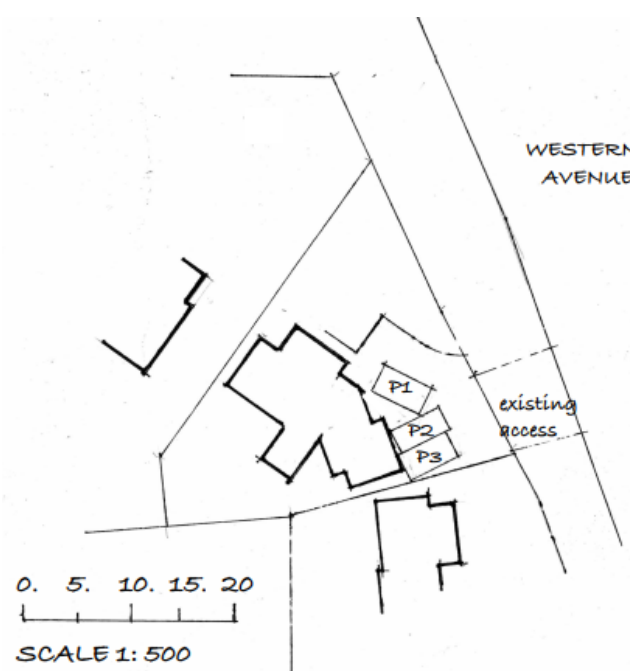 WESTERN
AVENUE
P1
existing
access
P2
P3
0. 5. 10. 15. 20
SCALE 1:500